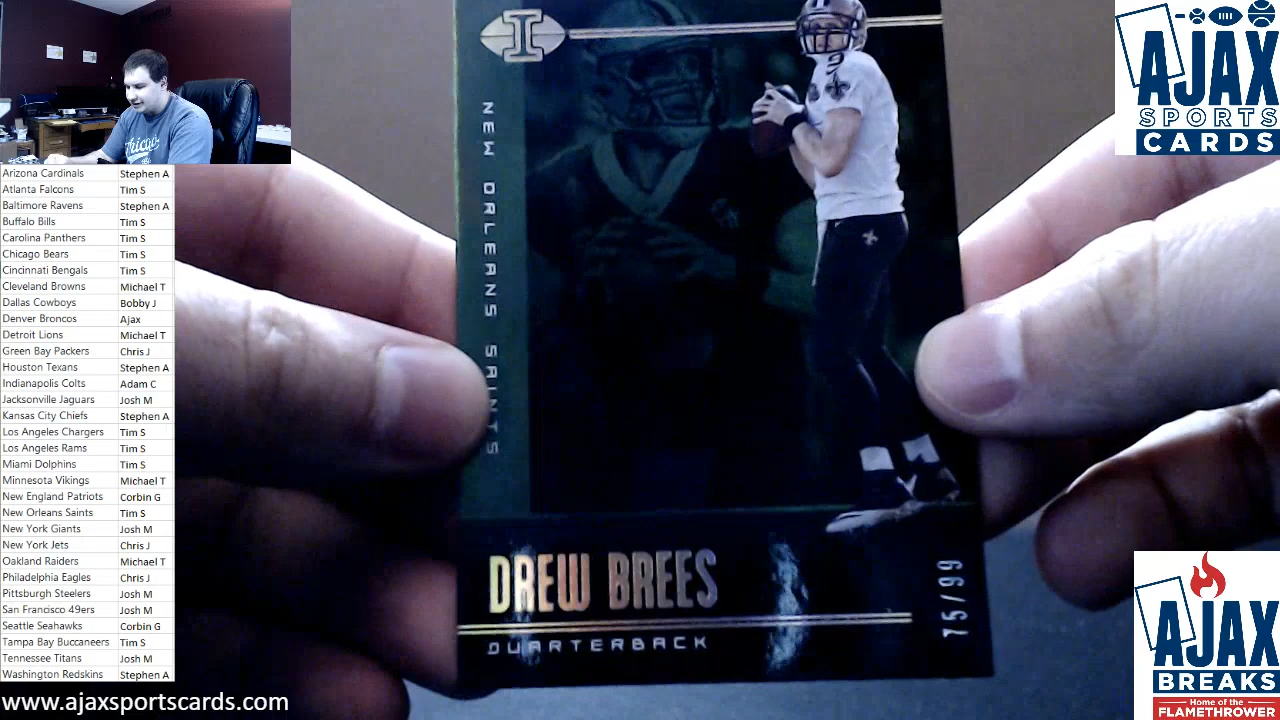 Chicago
Arizona Cardinals Stephen A
Atlanta Falcons Tim S
Baltimore Ravens Stephen A
Buffalo Bills Tim S
Carolina Panthers Tim S
Chicago Bears Tim S
Cincinnati Bengals Tim S
Cleveland Browns Michael T
Dallas Cowboys Bobby J
Denver Broncos Ajax
Detroit Lions Michael T
Green Bay Packers Chris J
Houston Texans Stephen A
Indianapolis Colts Adam C
Jacksonville Jaguars Josh M
Kansas City Chiefs Stephen A
Los Angeles Chargers Tim S
Los Angeles Rams Tim S
Miami Dolphins Tim S
Minnesota Vikings Michael T
New England Patriots Corbin G
New Orleans Saints Tim S
New York Giants Josh M
New York Jets Chris J
Oakland Raiders Michael T
Philadelphia Eagles Chris J
Pittsburgh Steelers Josh M
San Francisco 49ers Josh M
Seattle Seahawks Corbin G
Tampa Bay Buccaneers Tim S
Tennessee Titans Josh M
Washington Redskins Stephen A
www.ajaxsportscards.com
I
NEW ORLEANS SAINTS
9
DREW BREES
QUARTERBACK
75/99
AJAX
SPORTS
CARDS
AJAX
BREAKS
Home of the
FLAMETHROWER